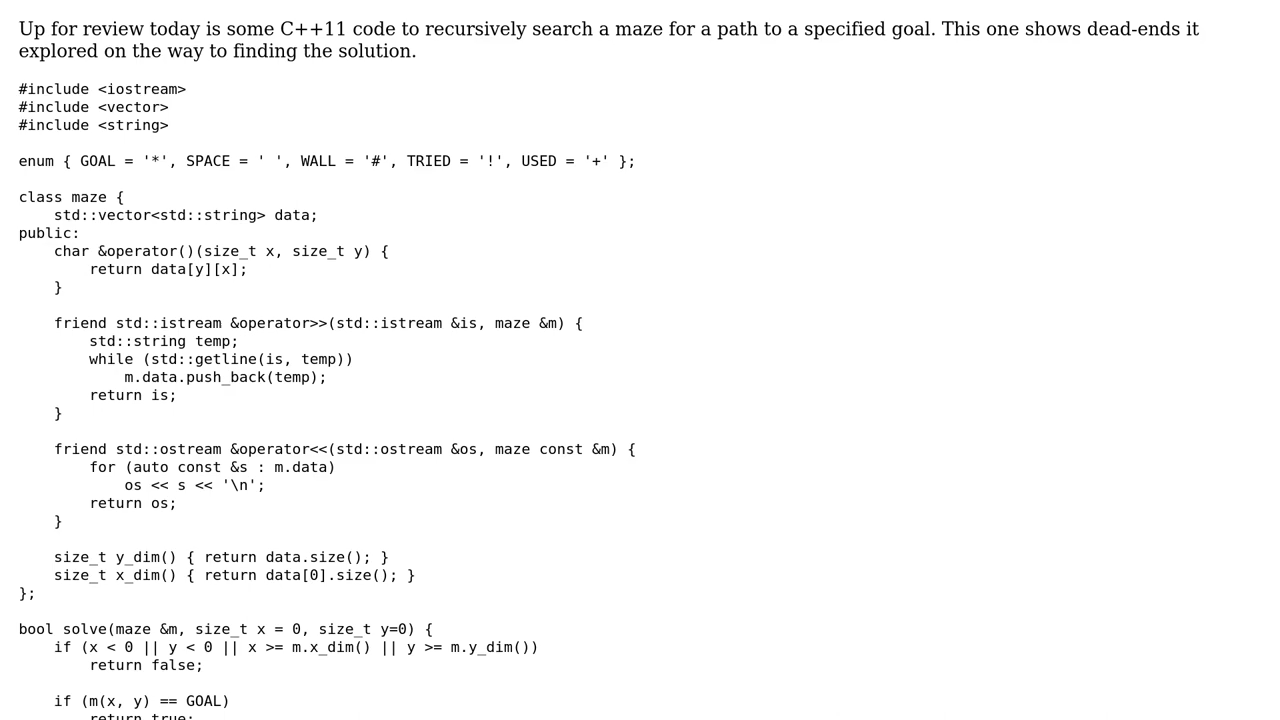 Up for review today is some C++11 code to recursively search a maze for a path to a specified goal. This one shows dead-ends it
explored on the way to finding the solution.
#include <iostream>
#include <vector>
#include <string>
enum { GOAL = '*', SPACE = ' ', WALL = '#', TRIED = '!', USED = '+' };
class maze {
    std::vector<std::string> data;
public:
    char &operator()(size_t x, size_t y) {
        return data[y][x];
    }
    friend std::istream &operator>>(std::istream &is, maze &m) {
        std::string temp;
        while (std::getline(is, temp))
            m.data.push_back(temp);
        return is;
    }
    friend std::ostream &operator<<(std::ostream &os, maze const &m) {
        for (auto const &s : m.data)
            os << s << '\n';
        return os;
    }
    size_t y_dim() { return data.size(); }
    size_t x_dim() { return data[0].size(); }
};
bool solve(maze &m, size_t x = 0, size_t y=0) {
    if (x < 0 || y < 0 || x >= m.x_dim() || y >= m.y_dim())
        return false;
    if (m(x, y) == GOAL)
        return true;